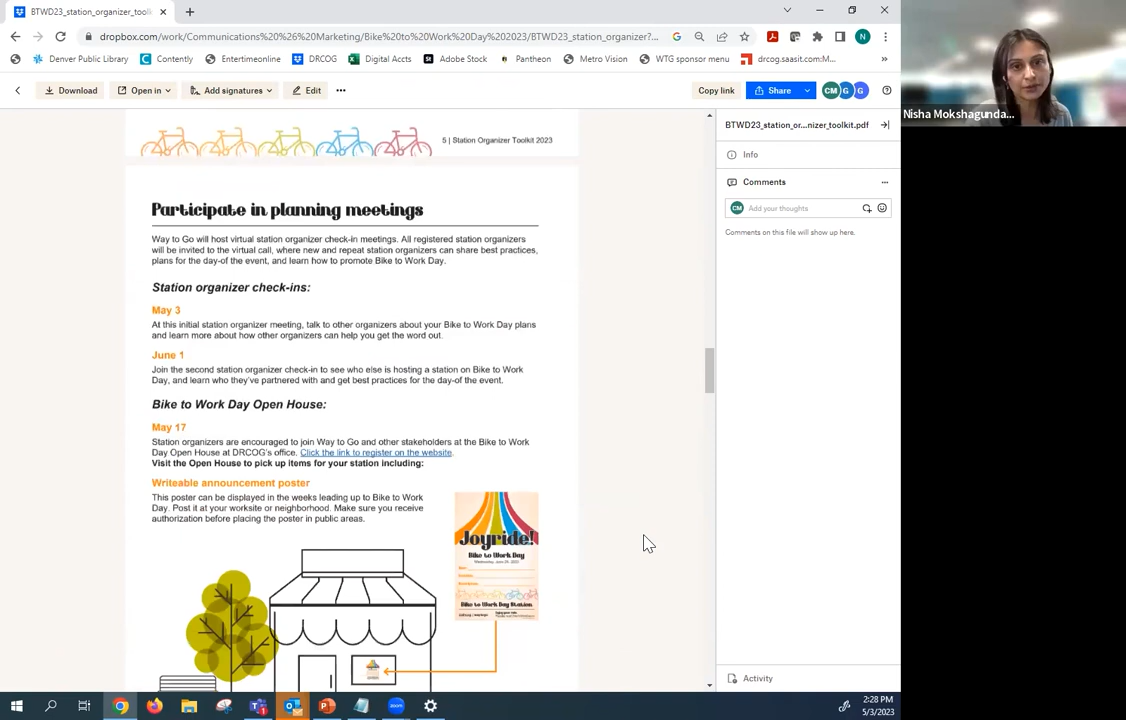 BTWD23_station_organizer_toolki
dropbox.com/work/Communications%20%26%20Marketing/Bike%20to%20Work%20Day%202023/BTWD23_station_organizer?...
Denver Public Library
Contently
Entertimeonline
DRCOG
Digital Accts
Adobe Stock
Pantheon
Metro Vision
WTG sponsor menu
drcog.saasit.com:M...
Download
Open in
Add signatures
Edit
Copy link
Share
CM
G
G
N
5 | Station Organizer Toolkit 2023
Participate in planning meetings
Way to Go will host virtual station organizer check-in meetings. All registered station organizers
will be invited to the virtual call, where new and repeat station organizers can share best practices,
plans for the day-of the event, and learn how to promote Bike to Work Day.
Station organizer check-ins:
May 3
At this initial station organizer meeting, talk to other organizers about your Bike to Work Day plans
and learn more about how other organizers can help you get the word out.
June 1
Join the second station organizer check-in to see who else is hosting a station on Bike to Work
Day, and learn who they've partnered with and get best practices for the day-of the event.
Bike to Work Day Open House:
May 17
Station organizers are encouraged to join Way to Go and other stakeholders at the Bike to Work
Day Open House at DRCOG's office. Click the link to register on the website.
Visit the Open House to pick up items for your station including:
Writeable announcement poster
This poster can be displayed in the weeks leading up to Bike to Work
Day. Post it at your worksite or neighborhood. Make sure you receive
authorization before placing the poster in public areas.
Joyride!
Bike to Work Day
Wednesday, June 28, 2023
Bike to Work Day Station
BTWD23_station_or...nizer_toolkit.pdf
Info
Comments
CM
Add your thoughts
Comments on this file will show up here.
Activity
Nisha Mokshagunda...
2:28 PM
5/3/2023